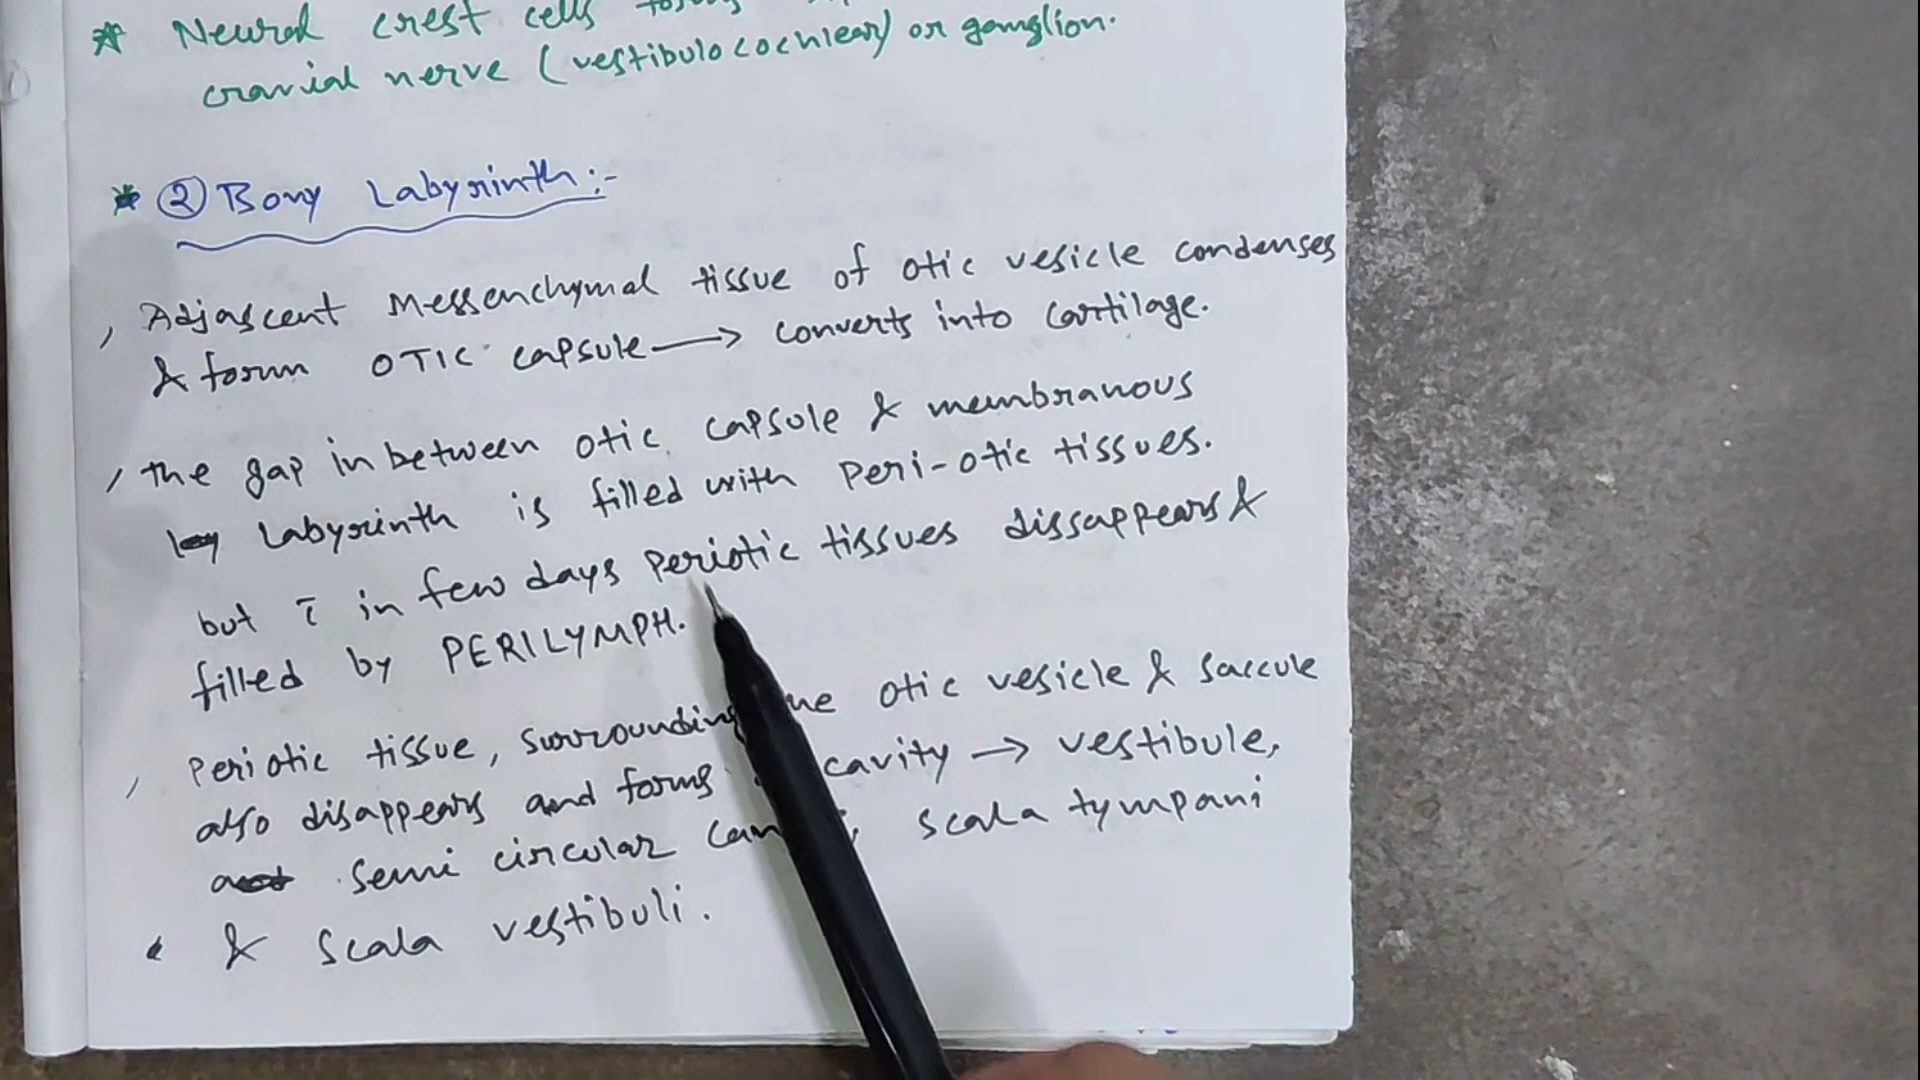 * Neural crest cells
cranial nerve (vestibulocochlear) or ganglion.
* ② Bony Labyrinth:-
, Adjascent Messenchymal tissue of otic vesicle condenses
& form OTIC capsule → converts into cartilage.
, the gap in between otic capsule & membranous
Labyrinth is filled with peri-otic tissues.
but in few days periotic tissues dissappears &
filled by PERILYMPH.
, Periotic tissue, surrounding otic vesicle & saccule
also disappears and forms cavity → vestibule,
semi circular scala tympani
& scala vestibuli.